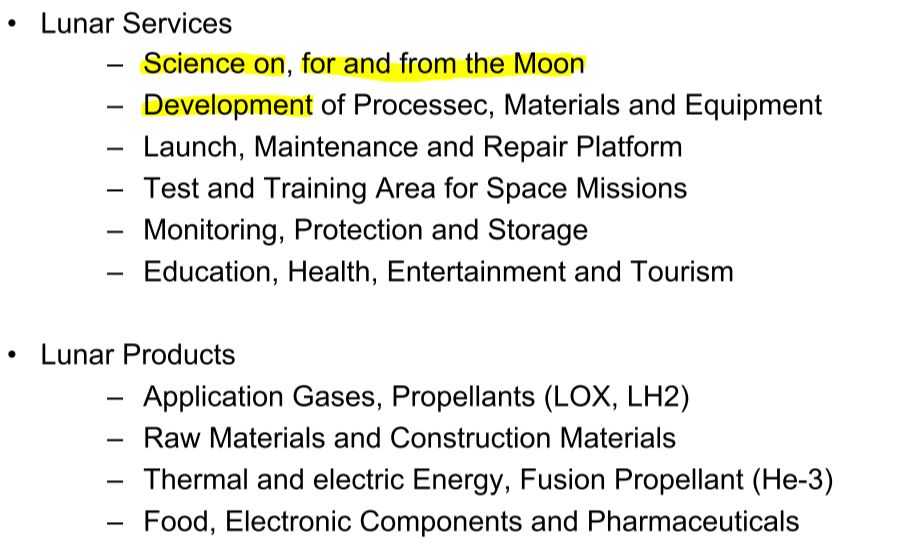 • Lunar Services
– Science on, for and from the Moon
– Development of Processec, Materials and Equipment
– Launch, Maintenance and Repair Platform
– Test and Training Area for Space Missions
– Monitoring, Protection and Storage
– Education, Health, Entertainment and Tourism
• Lunar Products
– Application Gases, Propellants (LOX, LH2)
– Raw Materials and Construction Materials
– Thermal and electric Energy, Fusion Propellant (He-3)
– Food, Electronic Components and Pharmaceuticals